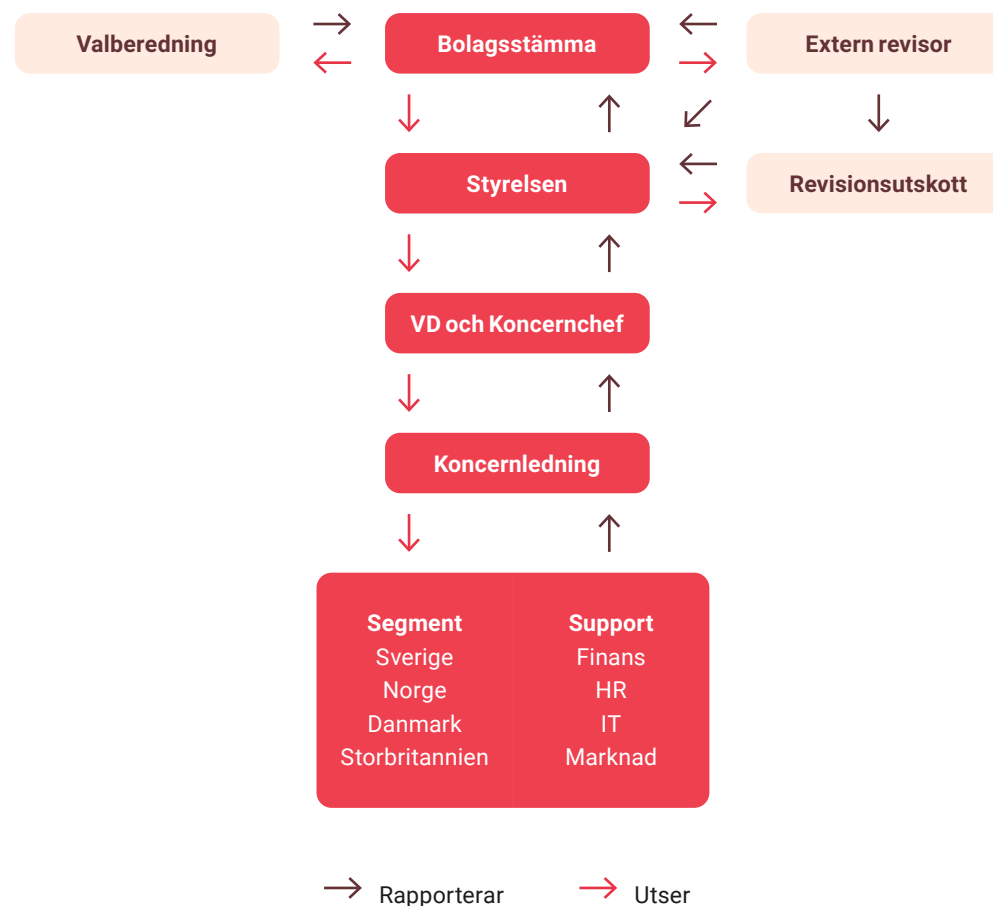 Valberedning
Bolagsstämma
Extern revisor
Styrelsen
Revisionsutskott
VD och Koncernchef
Koncernledning
Segment
Sverige
Norge
Danmark
Storbritannien
Support
Finans
HR
IT
Marknad
Rapporterar
Utser